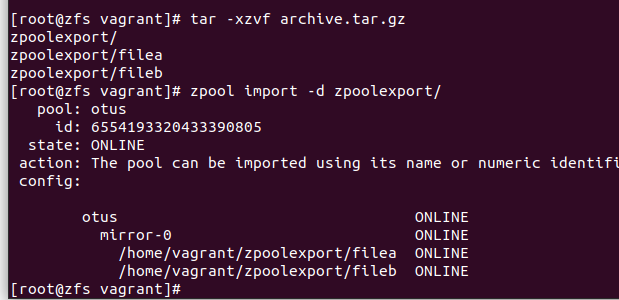 [root@zfs vagrant]# tar -xzvf archive.tar.gz
zpoolexport/
zpoolexport/filea
zpoolexport/fileb
[root@zfs vagrant]# zpool import -d zpoolexport/
pool: otus
id: 6554193320433390805
state: ONLINE
action: The pool can be imported using its name or numeric identifi
config:
otus ONLINE
mirror-0 ONLINE
/home/vagrant/zpoolexport/filea ONLINE
/home/vagrant/zpoolexport/fileb ONLINE
[root@zfs vagrant]#